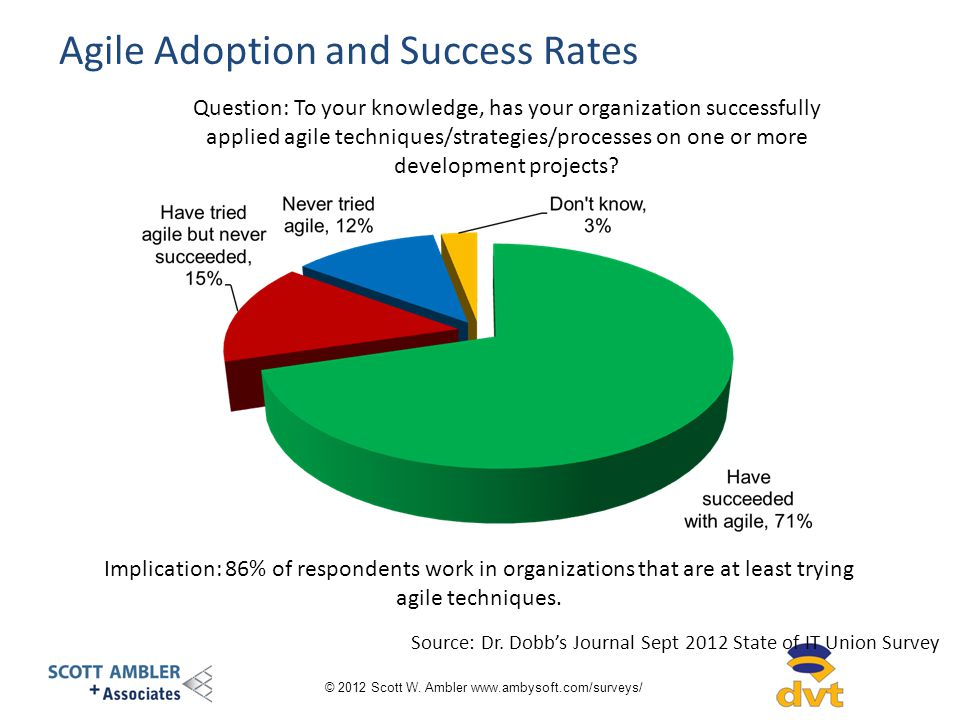 Agile Adoption and Success Rates
Question: To your knowledge, has your organization successfully
applied agile techniques/strategies/processes on one or more
development projects?
Have tried
agile but never
succeeded,
15%
Never tried
agile, 12%
Don't know,
3%
Have
succeeded
with agile, 71%
Implication: 86% of respondents work in organizations that are at least trying
agile techniques.
Source: Dr. Dobb’s Journal Sept 2012 State of IT Union Survey
SCOTT AMBLER
+ Associates
© 2012 Scott W. Ambler www.ambysoft.com/surveys/
dvt